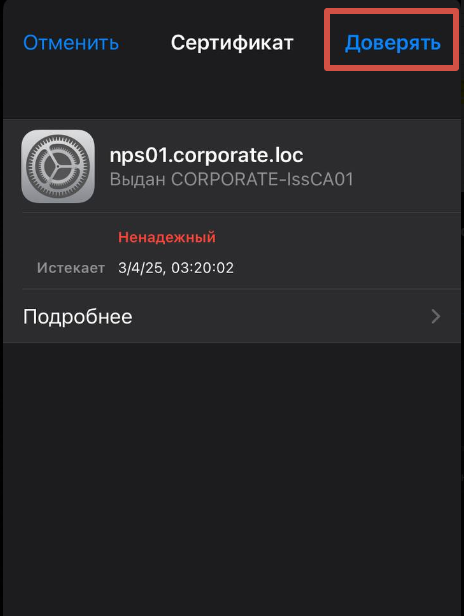 Отменить Сертификат Доверять
nps01.corporate.loc
Выдан CORPORATE-IssCA01
Ненадежный
Истекает 3/4/25, 03:20:02
Подробнее